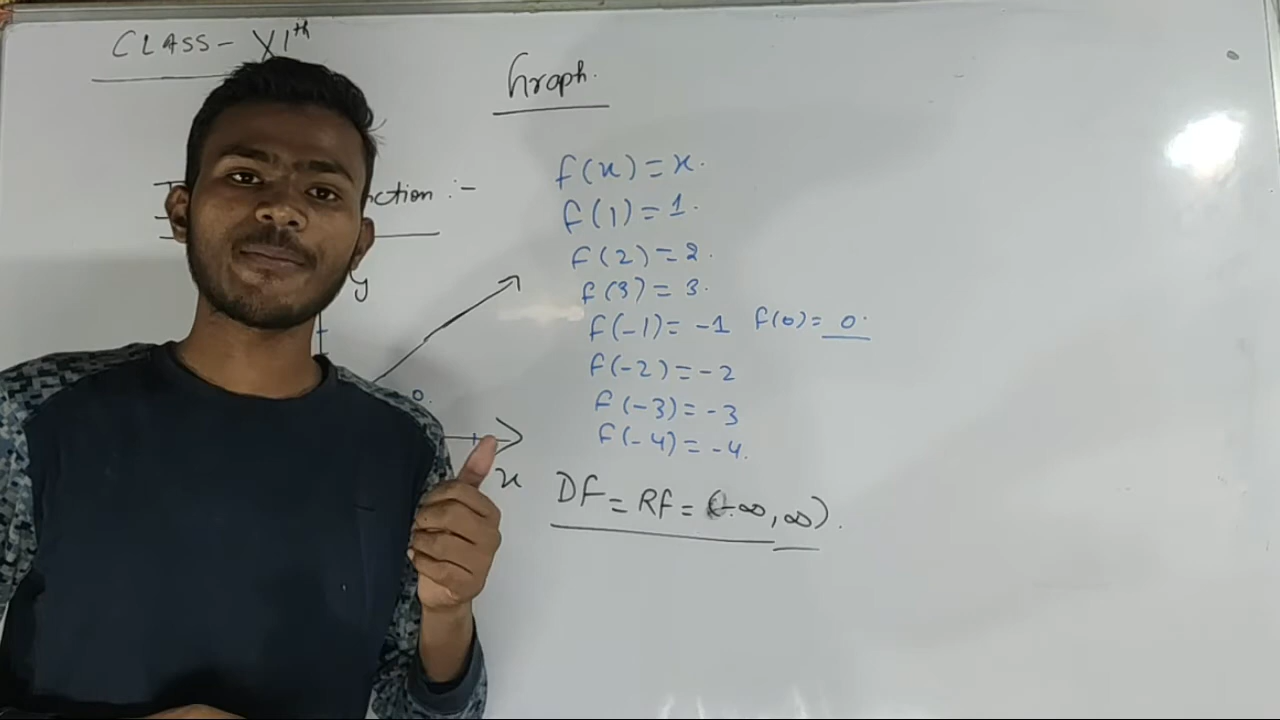 CLASS- XIth
Graph.
nction :-
f(x)=x.
f(1)=1.
f(2)=2.
f(3)=3.
f(-1)=-1 f(0)=0.
f(-2)=-2
f(-3)=-3
f(-4)=-4.
y
o.
x
DF=RF=(-∞,∞).